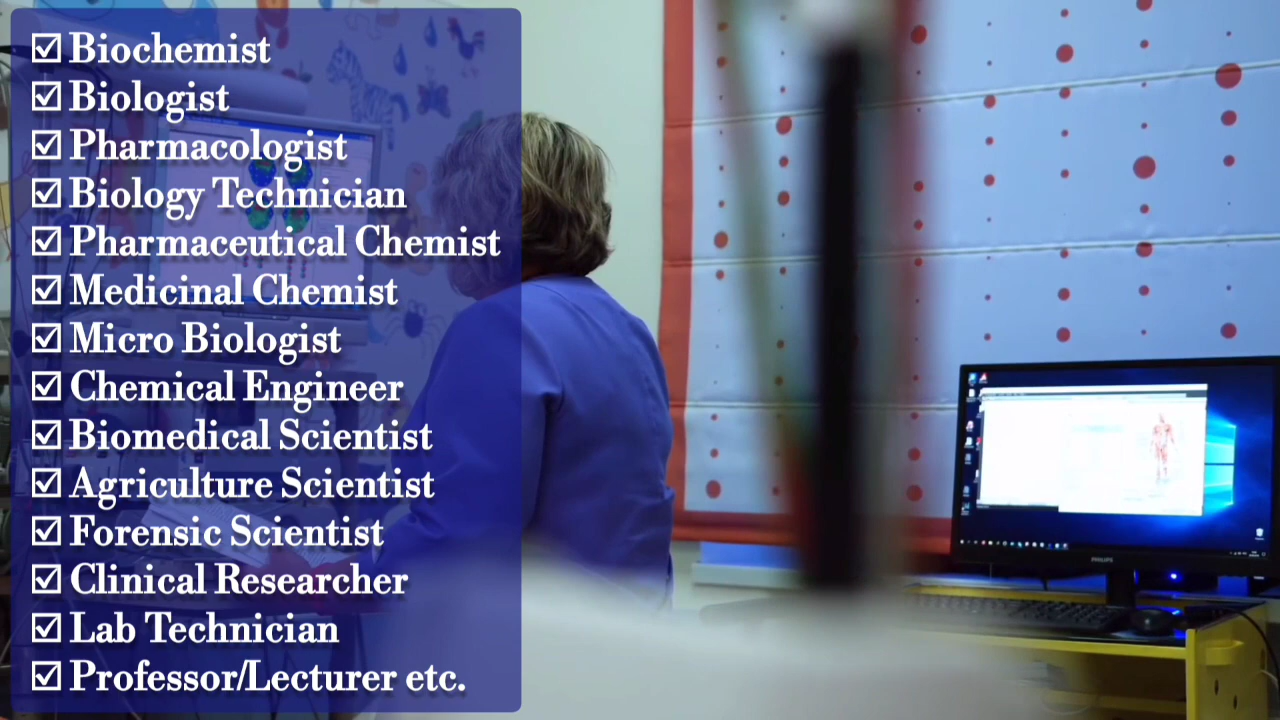 ☑ Biochemist
☑ Biologist
☑ Pharmacologist
☑ Biology Technician
☑ Pharmaceutical Chemist
☑ Medicinal Chemist
☑ Micro Biologist
☑ Chemical Engineer
☑ Biomedical Scientist
☑ Agriculture Scientist
☑ Forensic Scientist
☑ Clinical Researcher
☑ Lab Technician
☑ Professor/Lecturer etc.
PHILIPS